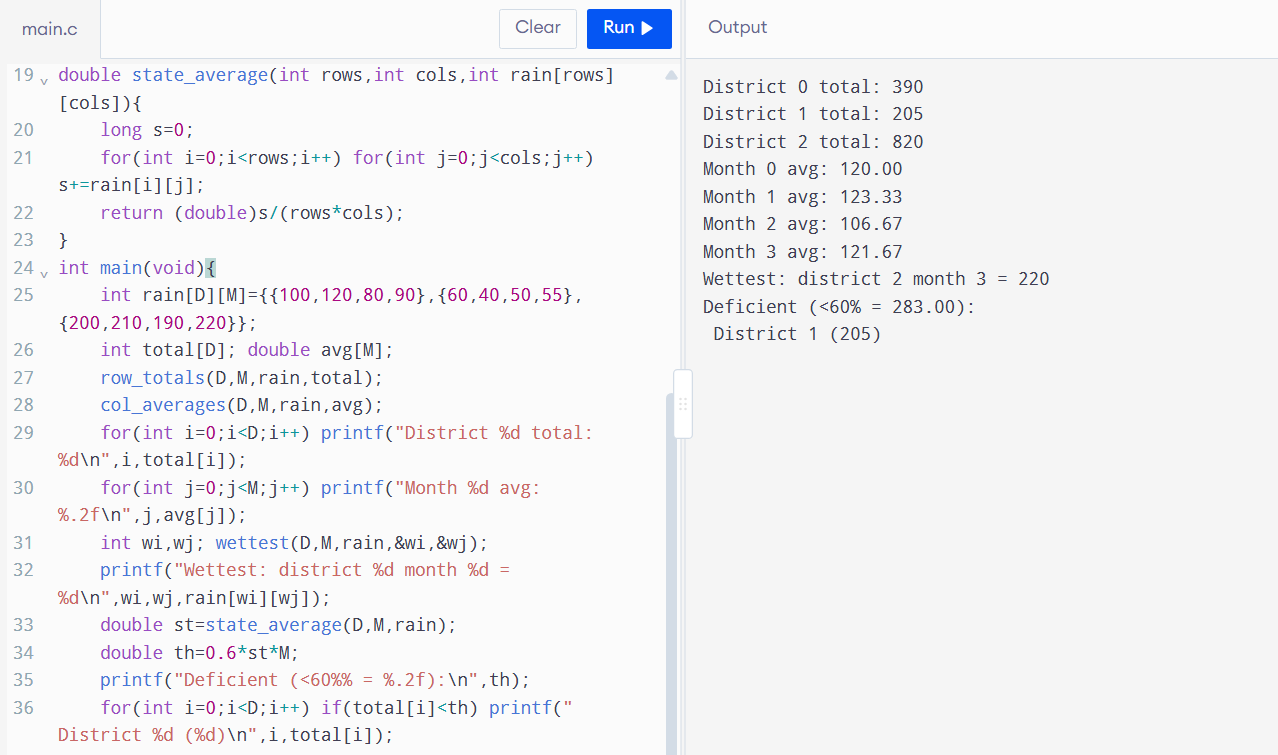 main.c
Clear
Run
Output
19 double state_average(int rows,int cols,int rain[rows]
[cols]){
20 long s=0;
21 for(int i=0;i<rows;i++) for(int j=0;j<cols;j++)
s+=rain[i][j];
22 return (double)s/(rows*cols);
23 }
24 int main(void){
25 int rain[D][M]={{100,120,80,90},{60,40,50,55},
{200,210,190,220}};
26 int total[D]; double avg[M];
27 row_totals(D,M,rain,total);
28 col_averages(D,M,rain,avg);
29 for(int i=0;i<D;i++) printf("District %d total:
%d\n",i,total[i]);
30 for(int j=0;j<M;j++) printf("Month %d avg:
%.2f\n",j,avg[j]);
31 int wi,wj; wettest(D,M,rain,&wi,&wj);
32 printf("Wettest: district %d month %d =
%d\n",wi,wj,rain[wi][wj]);
33 double st=state_average(D,M,rain);
34 double th=0.6*st*M;
35 printf("Deficient (<60%% = %.2f):\n",th);
36 for(int i=0;i<D;i++) if(total[i]<th) printf("
District %d (%d)\n",i,total[i]);
District 0 total: 390
District 1 total: 205
District 2 total: 820
Month 0 avg: 120.00
Month 1 avg: 123.33
Month 2 avg: 106.67
Month 3 avg: 121.67
Wettest: district 2 month 3 = 220
Deficient (<60% = 283.00):
District 1 (205)